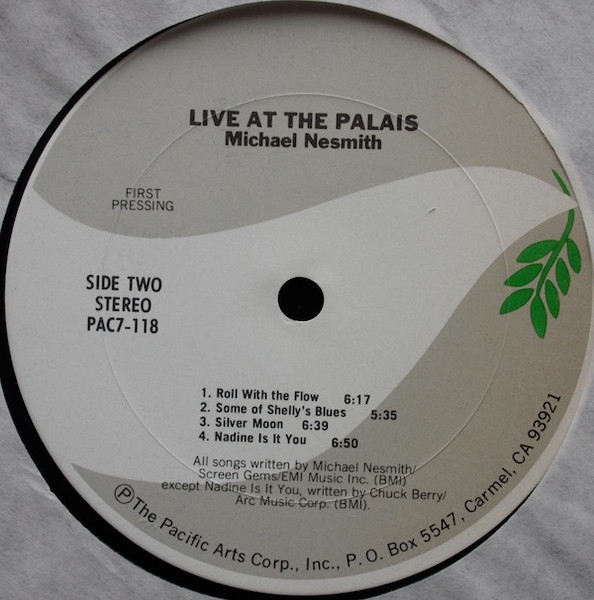 LIVE AT THE PALAIS
Michael Nesmith
FIRST
PRESSING
SIDE TWO
STEREO
PAC7-118
1. Roll With the Flow 6:17
2. Some of Shelly's Blues 5:35
3. Silver Moon 6:39
4. Nadine Is It You 6:50
All songs written by Michael Nesmith/
Screen Gems/EMI Music Inc. (BMI)
except Nadine Is It You, written by Chuck Berry/
Arc Music Corp. (BMI).
Ⓟ The Pacific Arts Corp., Inc., P. O. Box 5547, Carmel, CA 93921